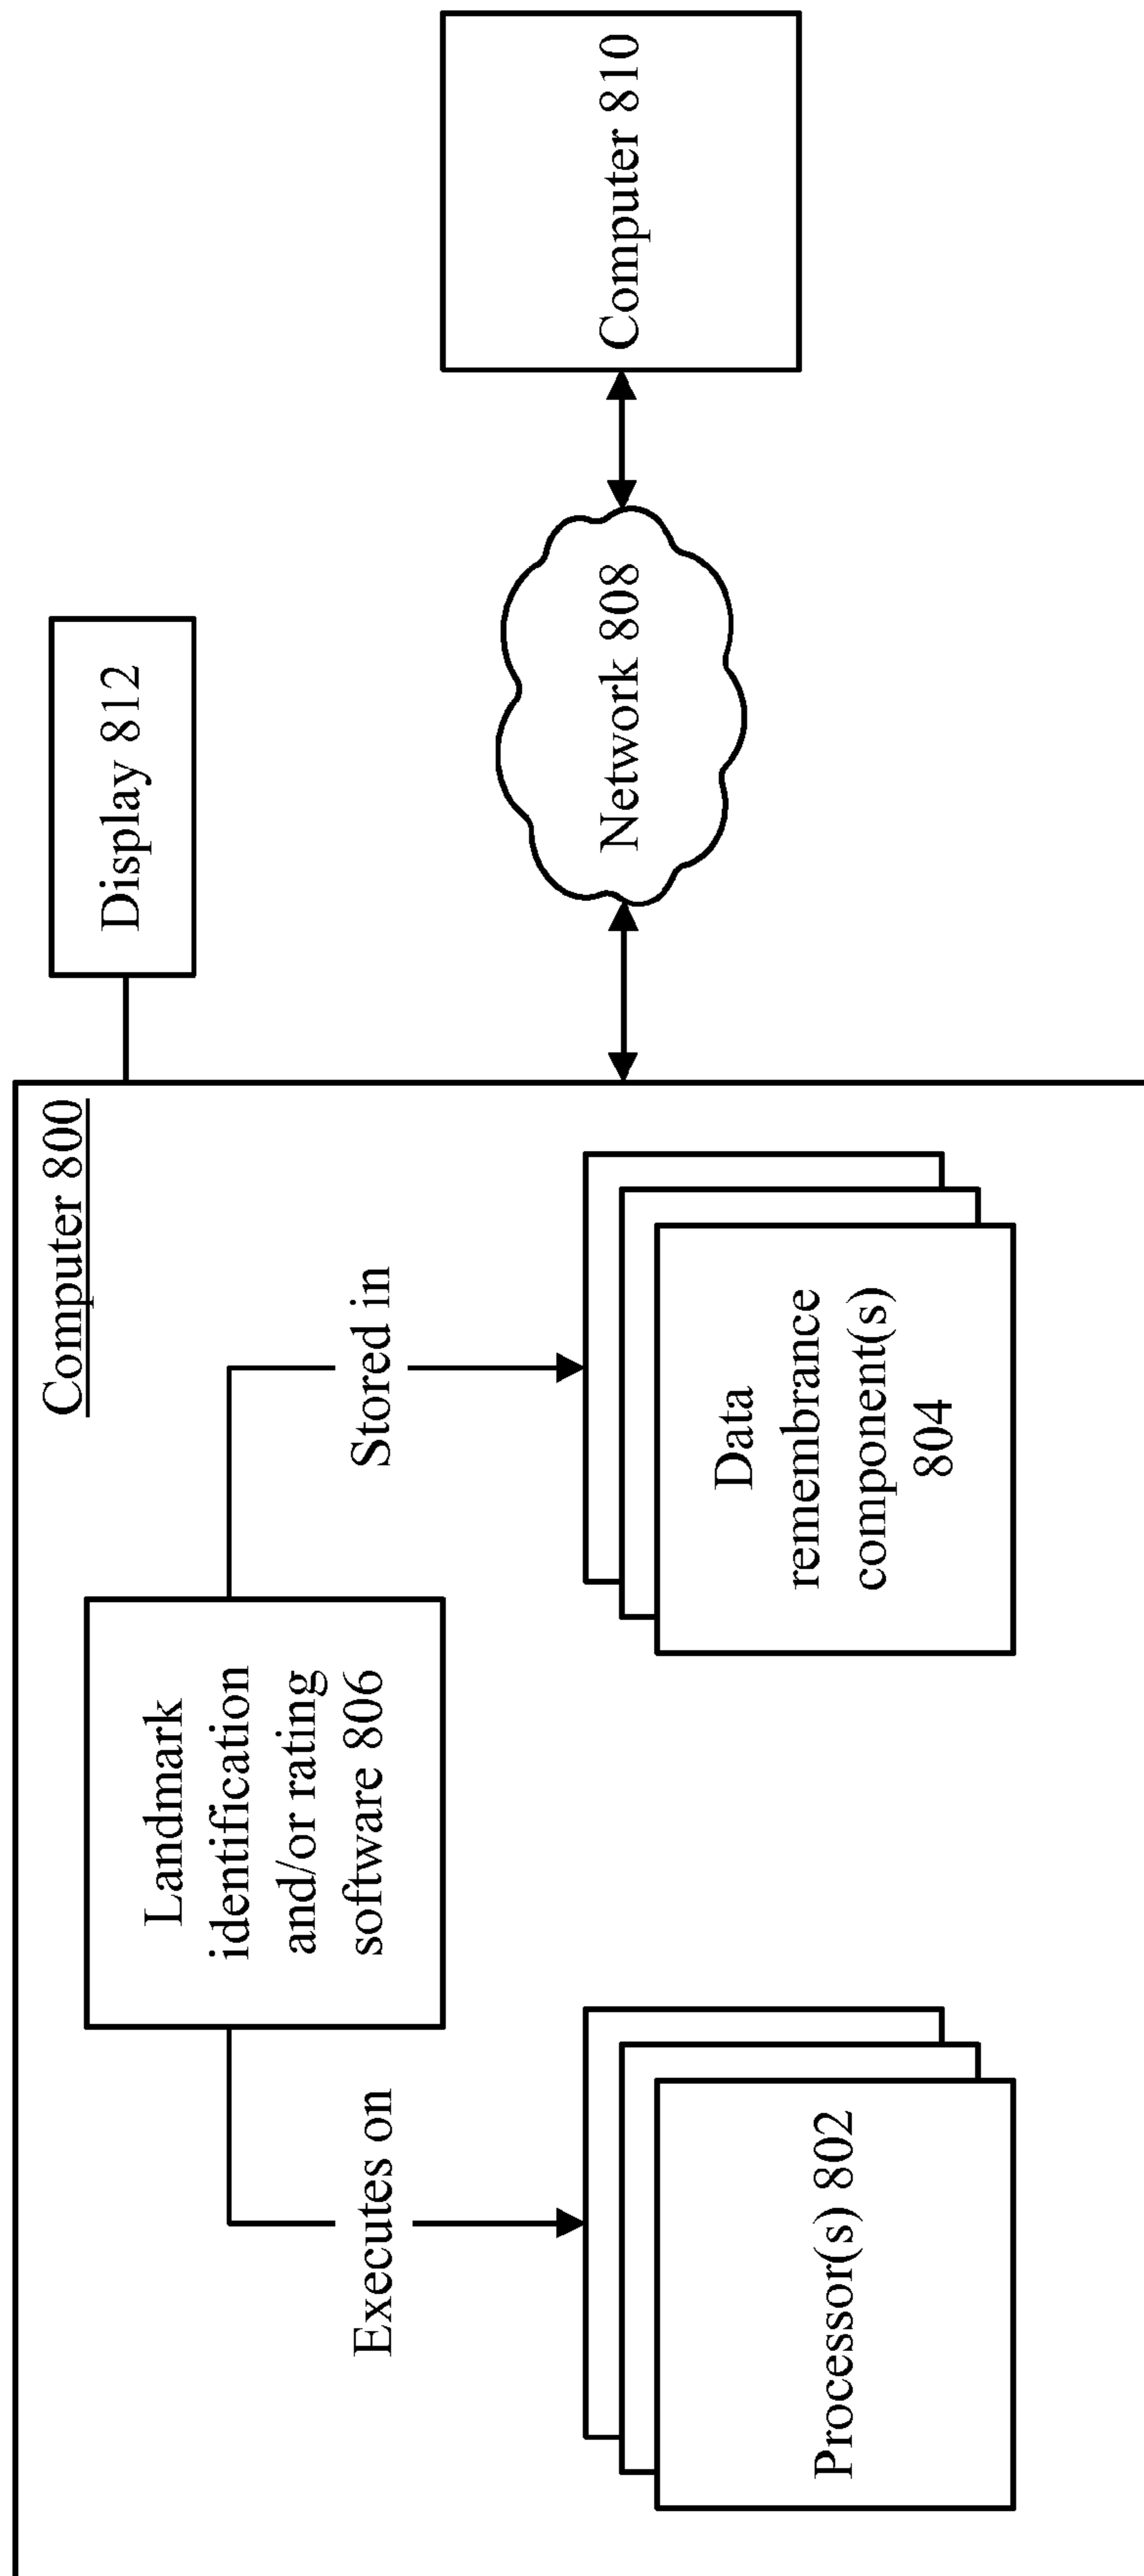 Computer 800
Landmark
identification
and/or rating
software 806
Display 812
Executes on
Stored in
Network 808
Computer 810
Processor(s) 802
Data
remembrance
component(s)
804